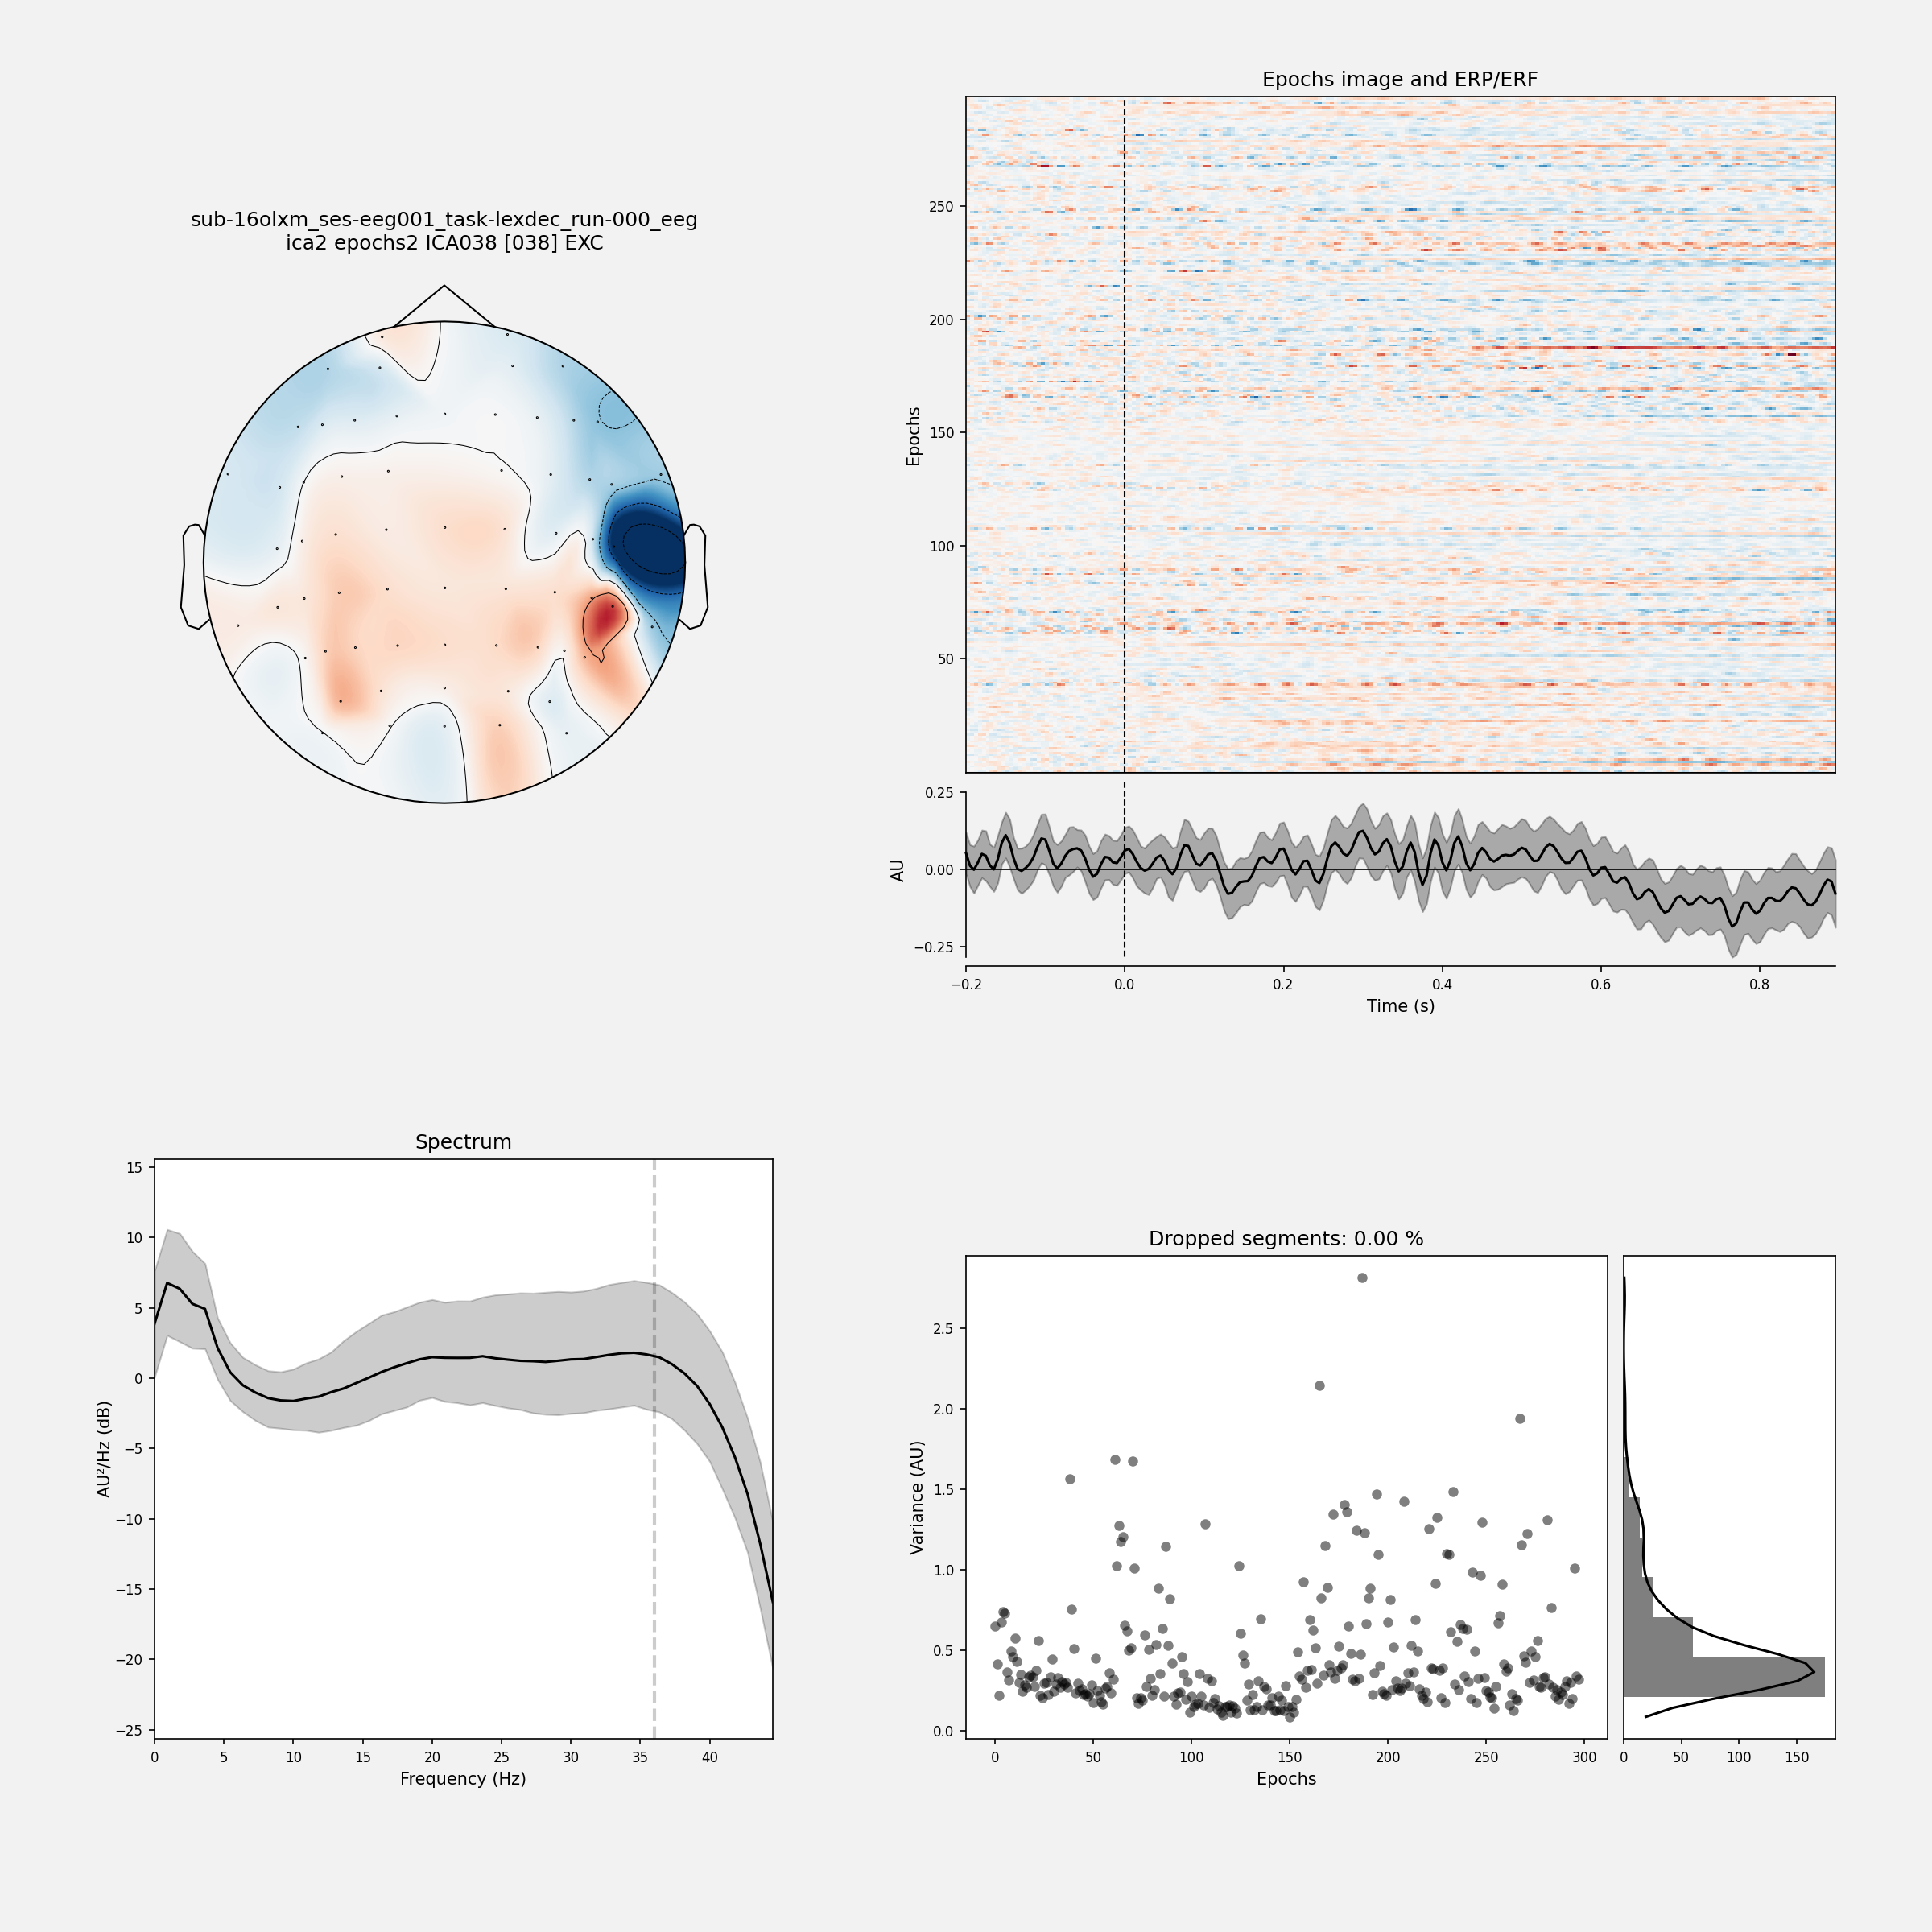 sub-16olxm_ses-eeg001_task-lexdec_run-000_eeg
ica2 epochs2 ICA038 [038] EXC
Epochs image and ERP/ERF
Epochs
250
200
150
100
50
AU
0.25
0.00
−0.25
−0.2 0.0 0.2 0.4 0.6 0.8
Time (s)
Spectrum
AU²/Hz (dB)
15
10
5
0
−5
−10
−15
−20
−25
0 5 10 15 20 25 30 35 40
Frequency (Hz)
Dropped segments: 0.00 %
Variance (AU)
2.5
2.0
1.5
1.0
0.5
0.0
0 50 100 150 200 250 300
Epochs
0 50 100 150